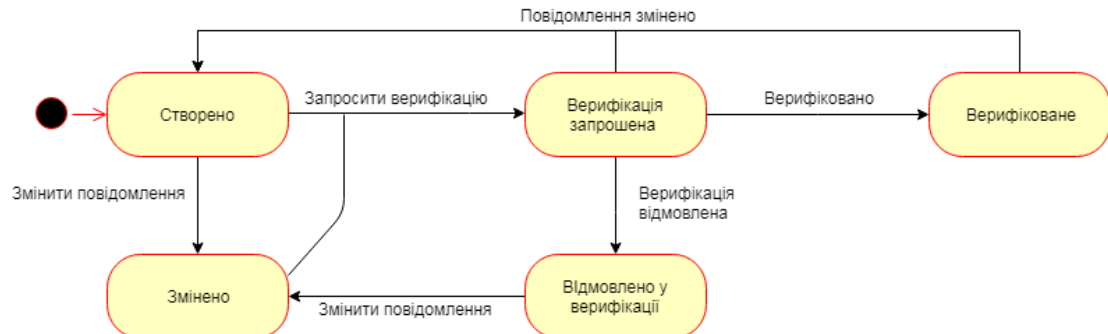 Повідомлення змінено
Створено
Запросити верифікацію
Верифікація
запрошена
Верифіковано
Верифіковане
Змінити повідомлення
Верифікація
відмовлена
Змінено
Змінити повідомлення
ВІдмовлено у
верифікації